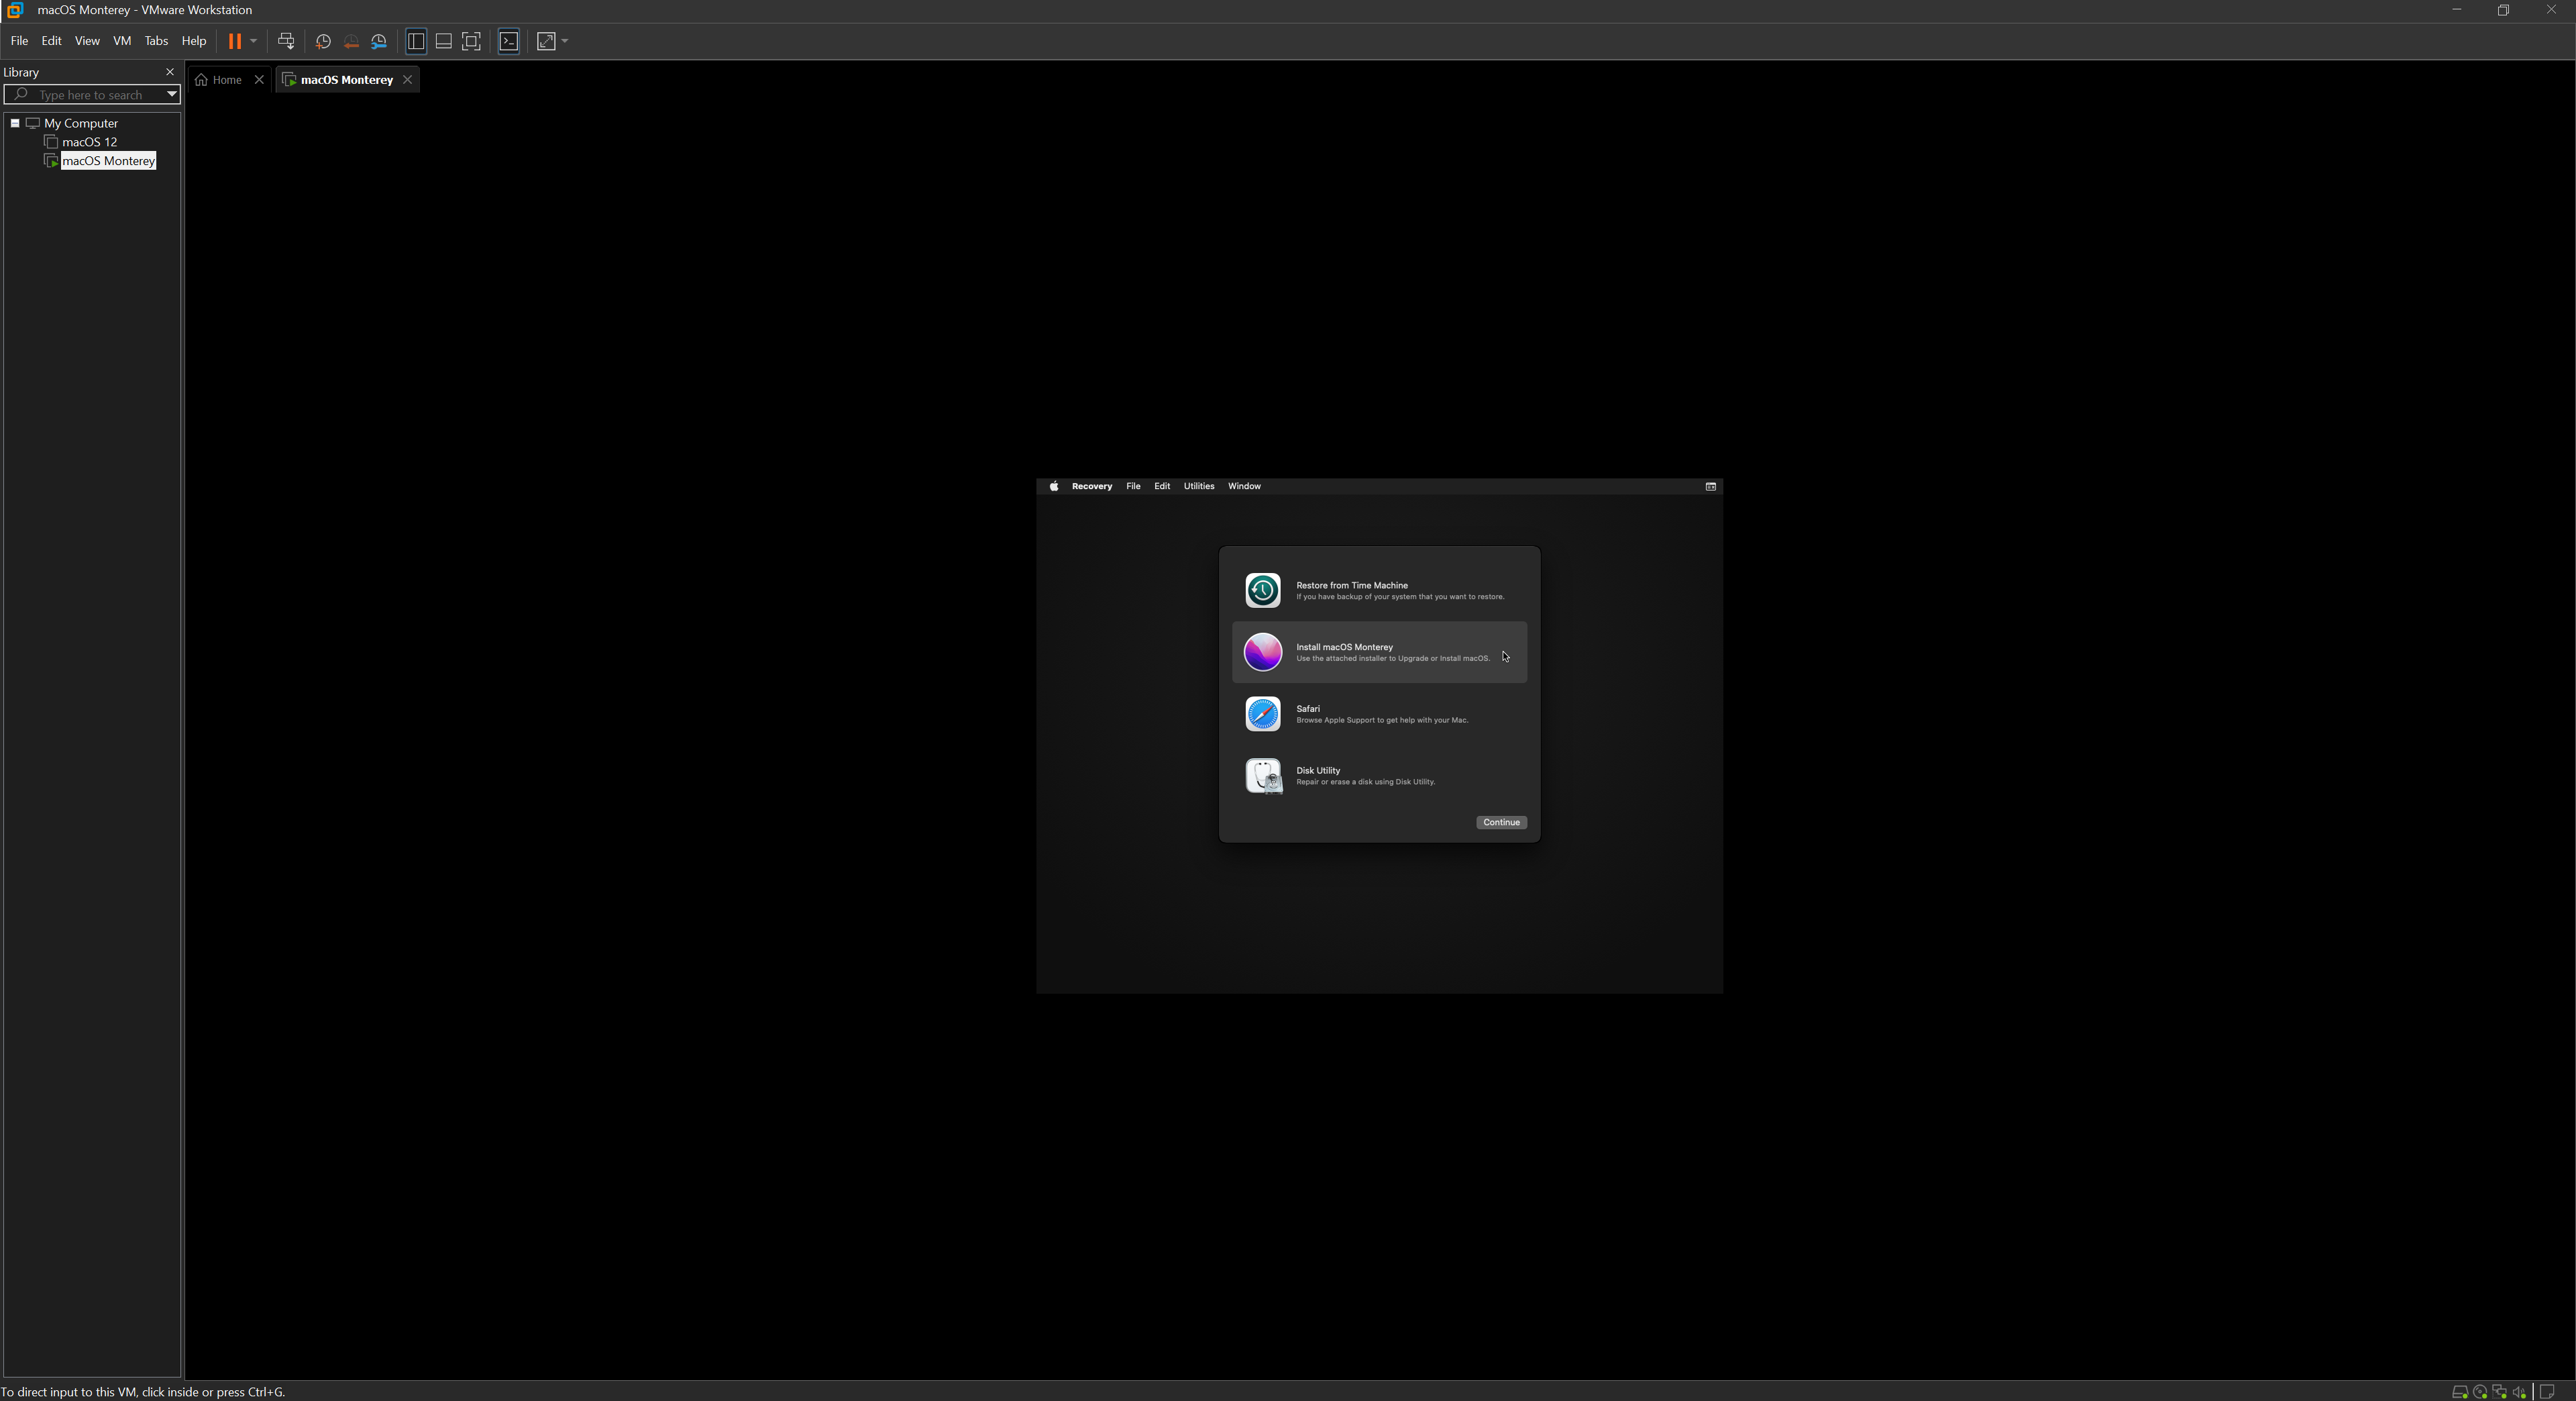 macOS Monterey - VMware Workstation
File Edit View VM Tabs Help
Library
Type here to search
My Computer
macOS 12
macOS Monterey
Home
macOS Monterey
Recovery File Edit Utilities Window
Restore from Time Machine
If you have backup of your system that you want to restore.
Install macOS Monterey
Use the attached installer to Upgrade or Install macOS.
Safari
Browse Apple Support to get help with your Mac.
Disk Utility
Repair or erase a disk using Disk Utility.
Continue
To direct input to this VM, click inside or press Ctrl+G.